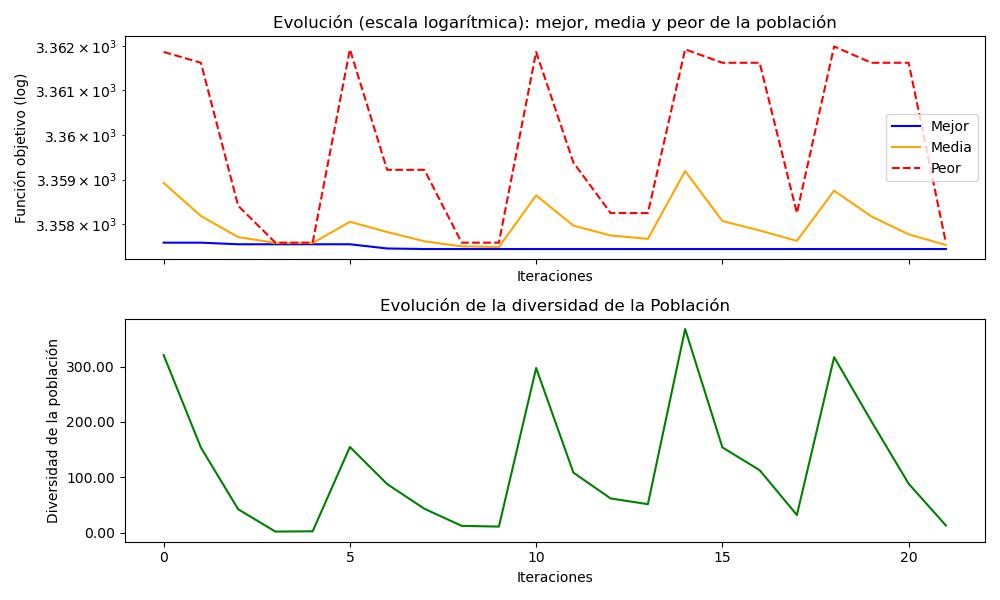 Evolución (escala logarítmica): mejor, media y peor de la población
Función objetivo (log)
3.362 × 10³
3.361 × 10³
3.36 × 10³
3.359 × 10³
3.358 × 10³
Mejor
Media
Peor
Iteraciones
Evolución de la diversidad de la Población
Diversidad de la población
300.00
200.00
100.00
0.00
0 5 10 15 20
Iteraciones